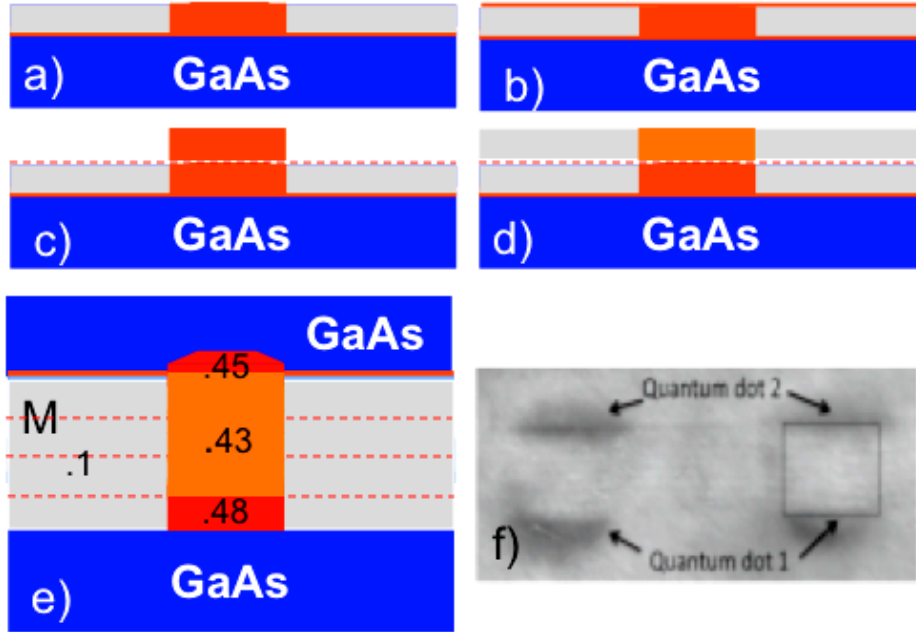 a)
GaAs
b)
GaAs
c)
GaAs
d)
GaAs
GaAs
.45
M
.43
.1
.48
GaAs
e)
Quantum dot 2
f)
Quantum dot 1